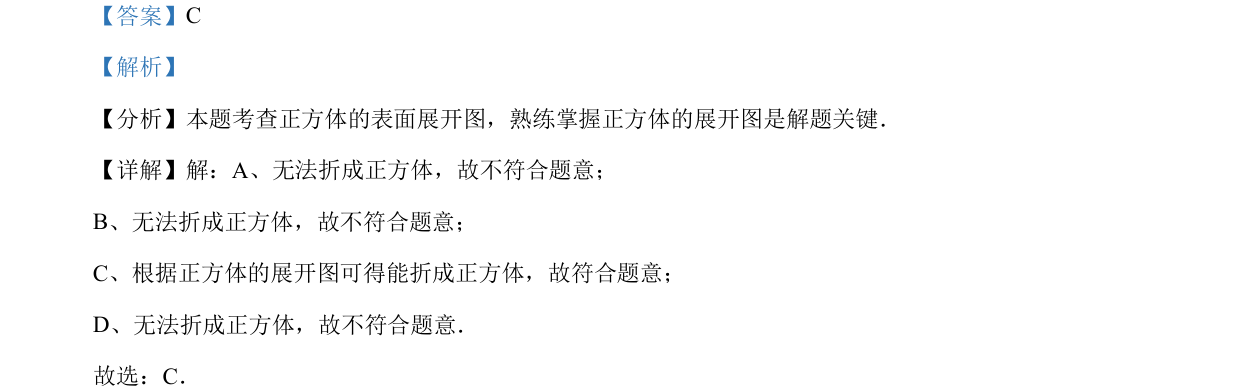 【答案】C
【解析】
【分析】本题考查正方体的表面展开图，熟练掌握正方体的展开图是解题关键．
【详解】解：A、无法折成正方体，故不符合题意；
B、无法折成正方体，故不符合题意；
C、根据正方体的展开图可得能折成正方体，故符合题意；
D、无法折成正方体，故不符合题意．
故选：C．